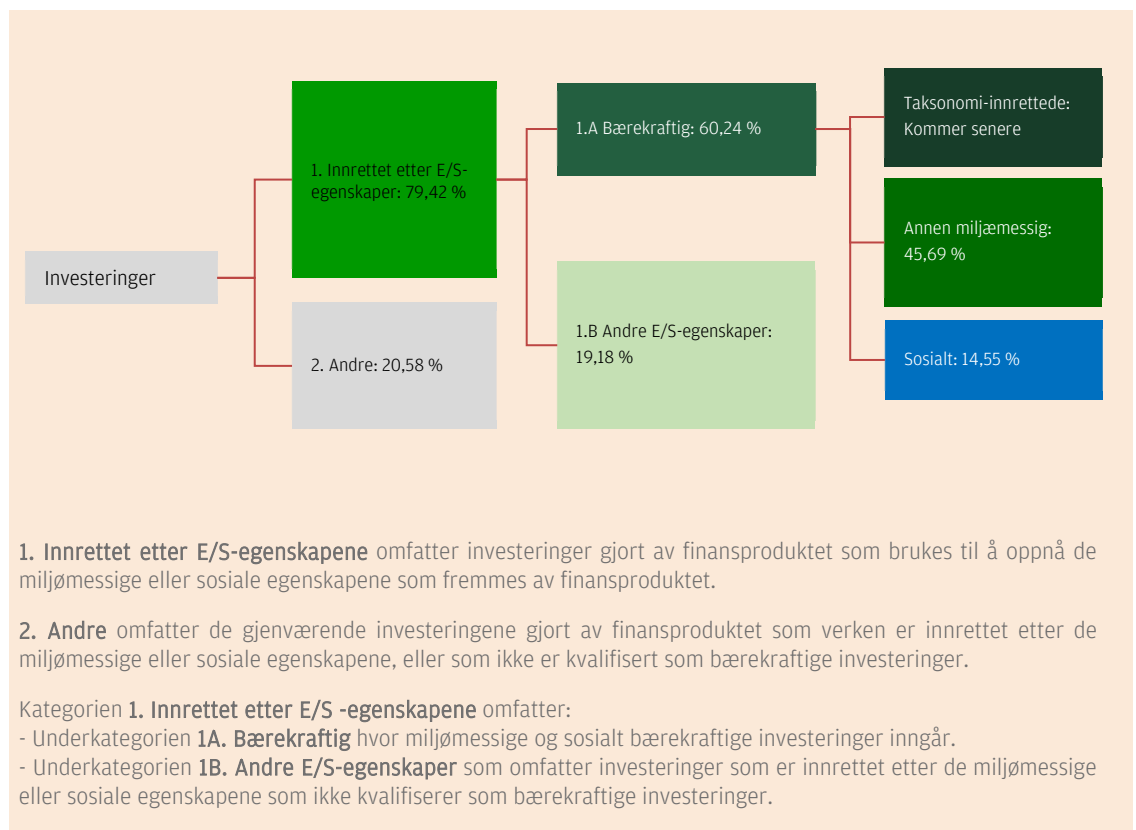 Investeringer
1. Innrettet etter E/S-
egenskaper: 79,42 %
2. Andre: 20,58 %
1.A Bærekraftig: 60,24 %
1.B Andre E/S-egenskaper:
19,18 %
Taksonomi-innrettede:
Kommer senere
Annen miljæmessig:
45,69 %
Sosialt: 14,55 %
1. Innrettet etter E/S-egenskapene omfatter investeringer gjort av finansproduktet som brukes til å oppnå de
miljømessige eller sosiale egenskapene som fremmes av finansproduktet.
2. Andre omfatter de gjenværende investeringene gjort av finansproduktet som verken er innrettet etter de
miljømessige eller sosiale egenskapene, eller som ikke er kvalifisert som bærekraftige investeringer.
Kategorien 1. Innrettet etter E/S -egenskapene omfatter:
- Underkategorien 1A. Bærekraftig hvor miljømessige og sosialt bærekraftige investeringer inngår.
- Underkategorien 1B. Andre E/S-egenskaper som omfatter investeringer som er innrettet etter de miljømessige
eller sosiale egenskapene som ikke kvalifiserer som bærekraftige investeringer.